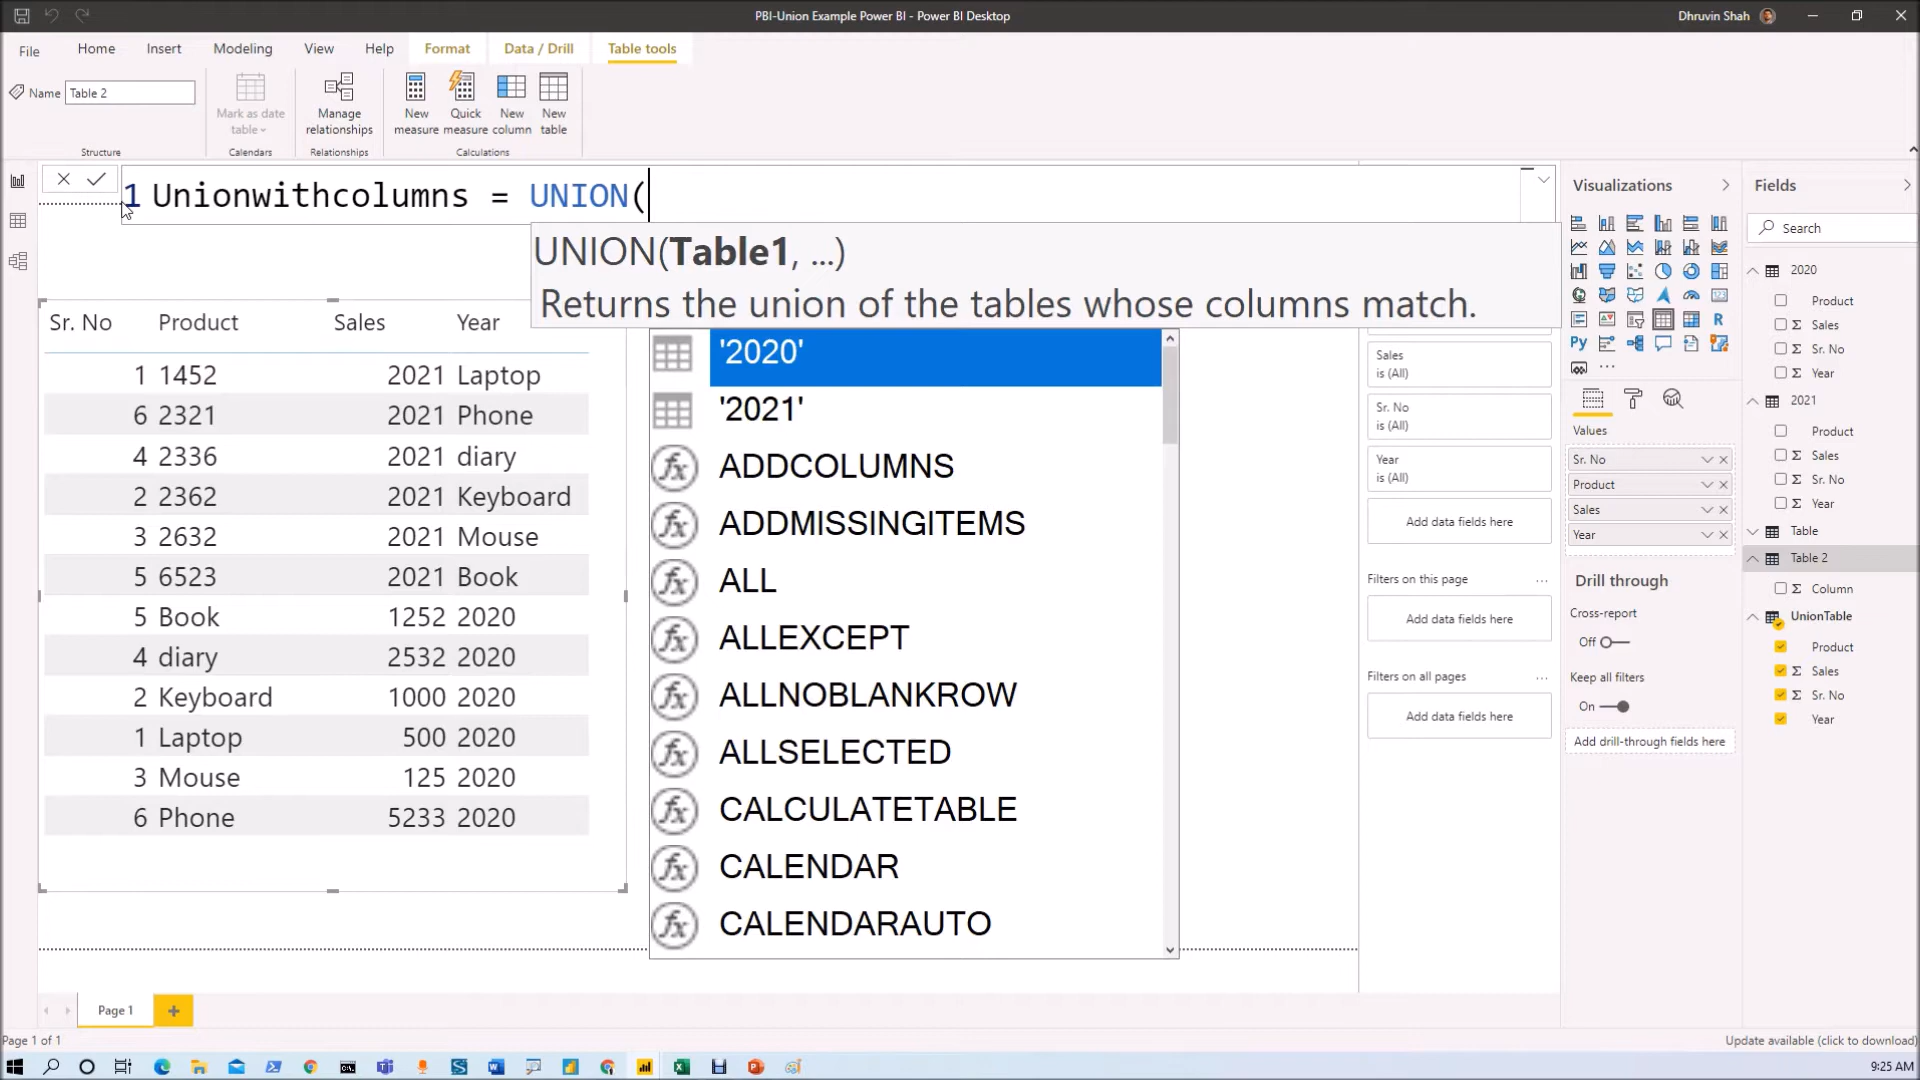 PBI-Union Example Power BI - Power BI Desktop
Dhruvin Shah
File
Home
Insert
Modeling
View
Help
Format
Data / Drill
Table tools
Name
Table 2
Mark as date
table
Manage
relationships
New
measure
Quick
measure
New
column
New
table
Structure
Calendars
Relationships
Calculations
1 Unionwithcolumns = UNION(
UNION(Table1, ...)
Returns the union of the tables whose columns match.
'2020'
'2021'
ADDCOLUMNS
ADDMISSINGITEMS
ALL
ALLEXCEPT
ALLNOBLANKROW
ALLSELECTED
CALCULATETABLE
CALENDAR
CALENDARAUTO
Sr. No Product Sales Year
1 1452 2021 Laptop
6 2321 2021 Phone
4 2336 2021 diary
2 2362 2021 Keyboard
3 2632 2021 Mouse
5 6523 2021 Book
5 Book 1252 2020
4 diary 2532 2020
2 Keyboard 1000 2020
1 Laptop 500 2020
3 Mouse 125 2020
6 Phone 5233 2020
Sales
is (All)
Sr. No
is (All)
Year
is (All)
Add data fields here
Filters on this page
Add data fields here
Filters on all pages
Add data fields here
Visualizations
R
Py
Values
Sr. No
Product
Sales
Year
Drill through
Cross-report
Off
Keep all filters
On
Add drill-through fields here
Fields
Search
2020
Product
Σ Sales
Σ Sr. No
Σ Year
2021
Product
Σ Sales
Σ Sr. No
Σ Year
Table
Table 2
Σ Column
UnionTable
Product
Σ Sales
Σ Sr. No
Year
Page 1
Page 1 of 1
Update available (click to download)
9:25 AM